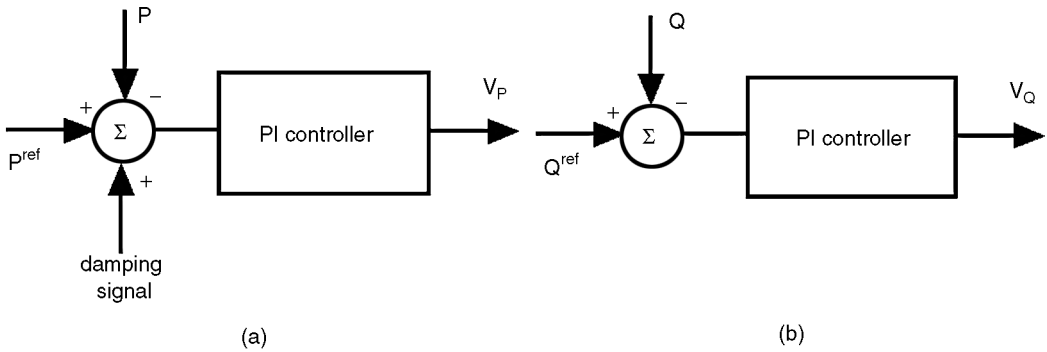 P
+
−
Σ
P^ref
+
damping
signal
PI controller
V_P
(a)
Q
+
−
Σ
Q^ref
PI controller
V_Q
(b)